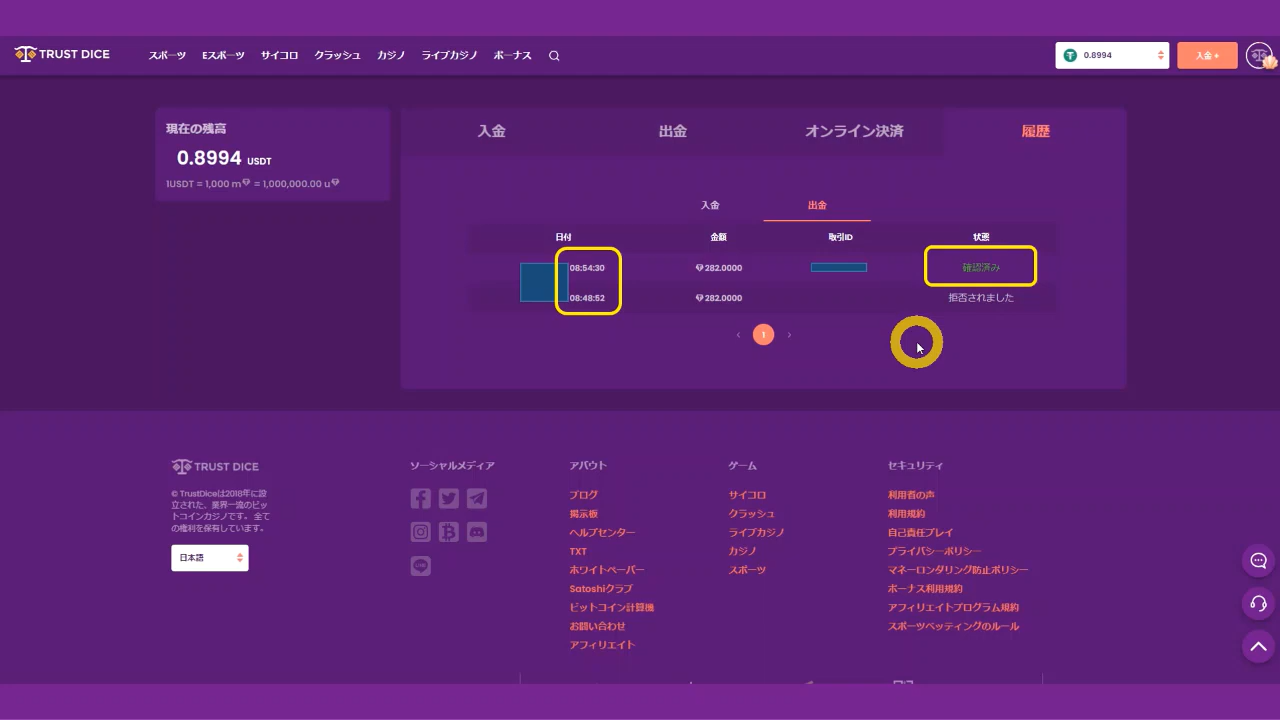 TRUST DICE
スポーツ
Eスポーツ
サイコロ
クラッシュ
カジノ
ライブカジノ
ボーナス
0.8994
入金 +
現在の残高
0.8994 USDT
1USDT = 1,000 m = 1,000,000.00 u
入金
出金
オンライン決済
履歴
入金
出金
日付
金額
取引ID
状態
08:54:30
282.0000
確認済み
08:48:52
282.0000
拒否されました
1
TRUST DICE
© TrustDiceは2018年に設
立された、業界一流のビッ
トコインカジノです。 全て
の権利を保有しています。
日本語
ソーシャルメディア
アバウト
ブログ
掲示板
ヘルプセンター
TXT
ホワイトペーパー
Satoshiクラブ
ビットコイン計算機
お問い合わせ
アフィリエイト
ゲーム
サイコロ
クラッシュ
ライブカジノ
カジノ
スポーツ
セキュリティ
利用者の声
利用規約
自己責任プレイ
プライバシーポリシー
マネーロンダリング防止ポリシー
ボーナス利用規約
アフィリエイトプログラム規約
スポーツベッティングのルール